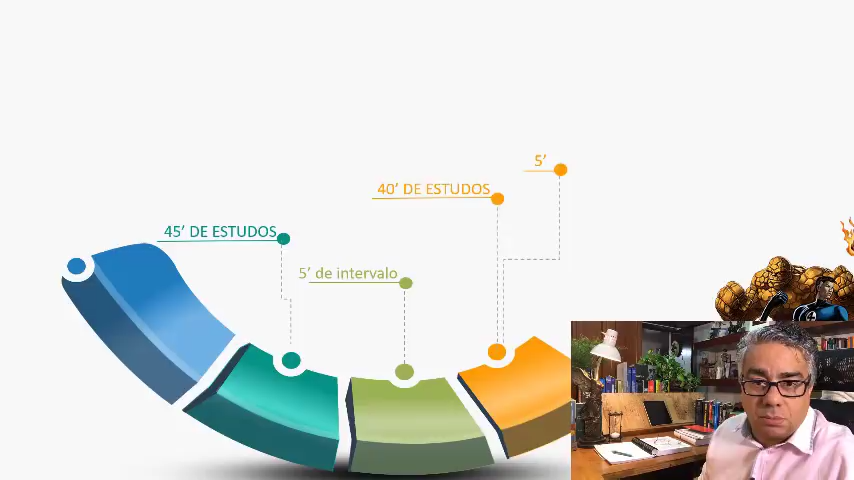 5’
40’ DE ESTUDOS
45’ DE ESTUDOS
5’ de intervalo